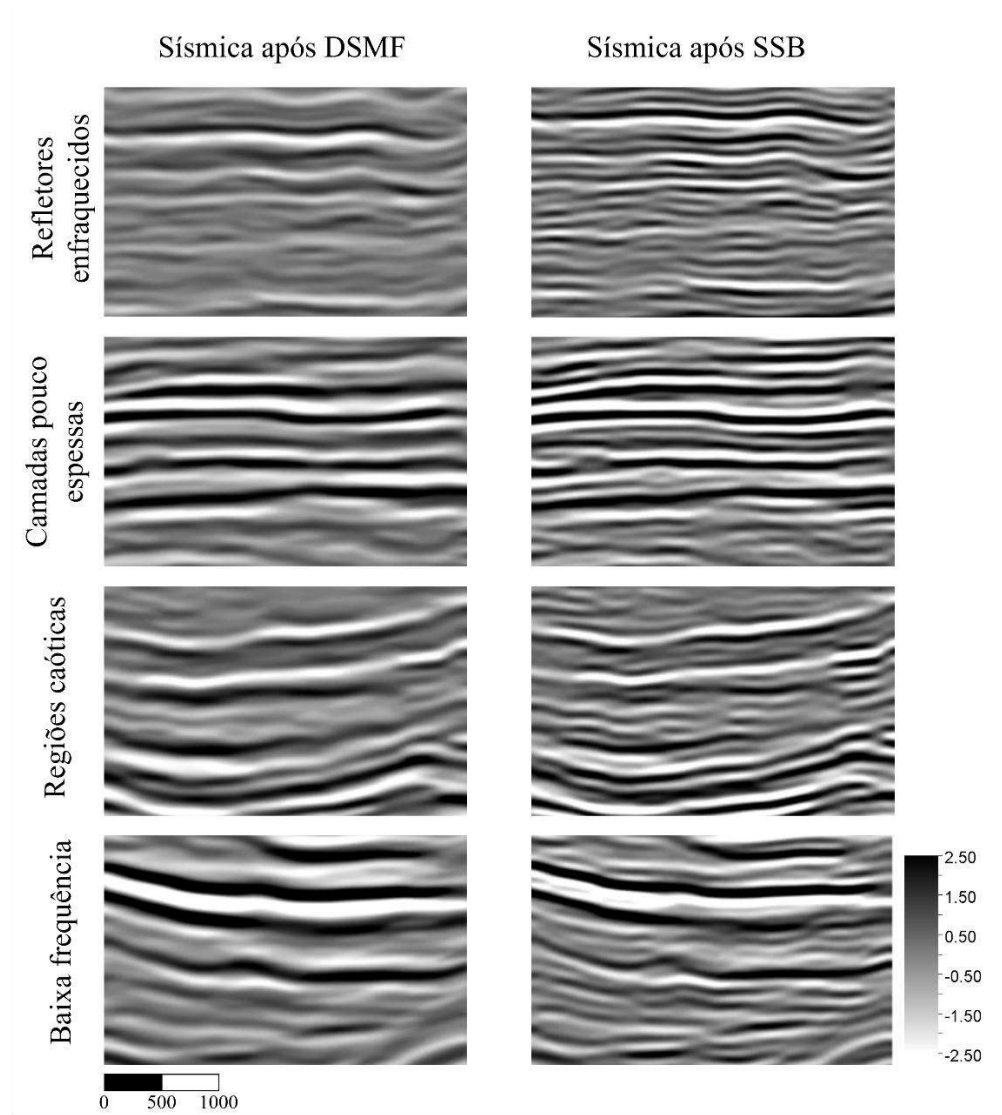 Sísmica após DSMF
Sísmica após SSB
Refletores
enfraquecidos
Camadas pouco
espessas
Regiões caóticas
Baixa frequência
2.50
1.50
0.50
-0.50
-1.50
-2.50
0 500 1000